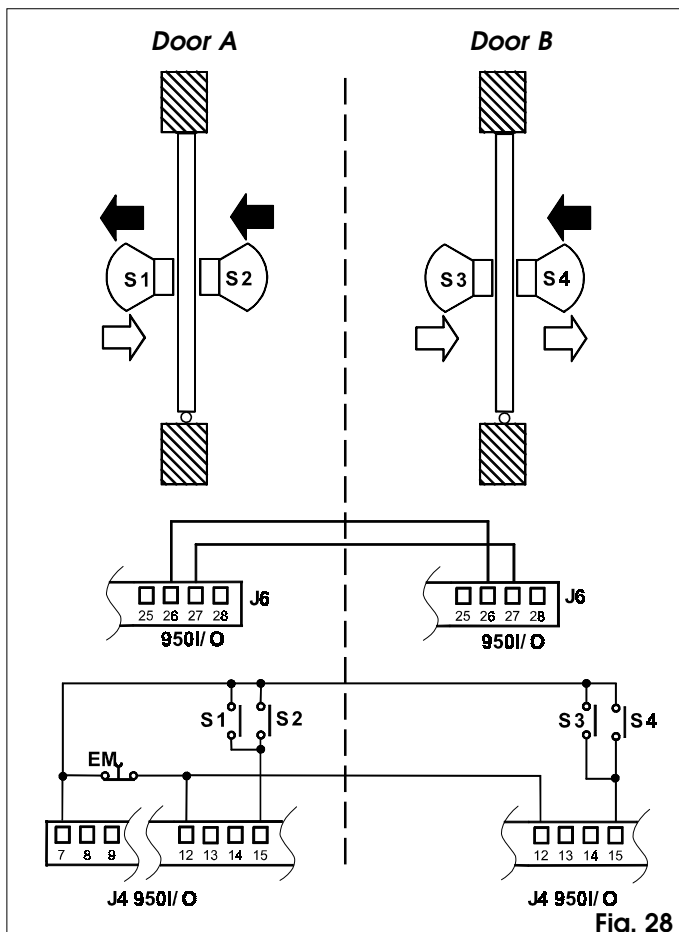 Door A Door B
S1 S2 S3 S4
25 26 27 28 J6 25 26 27 28 J6
950I/O 950I/O
S1 S2 S3 S4
EM
7 8 9 12 13 14 15 12 13 14 15
J4 950I/O J4 950I/O
Fig. 28